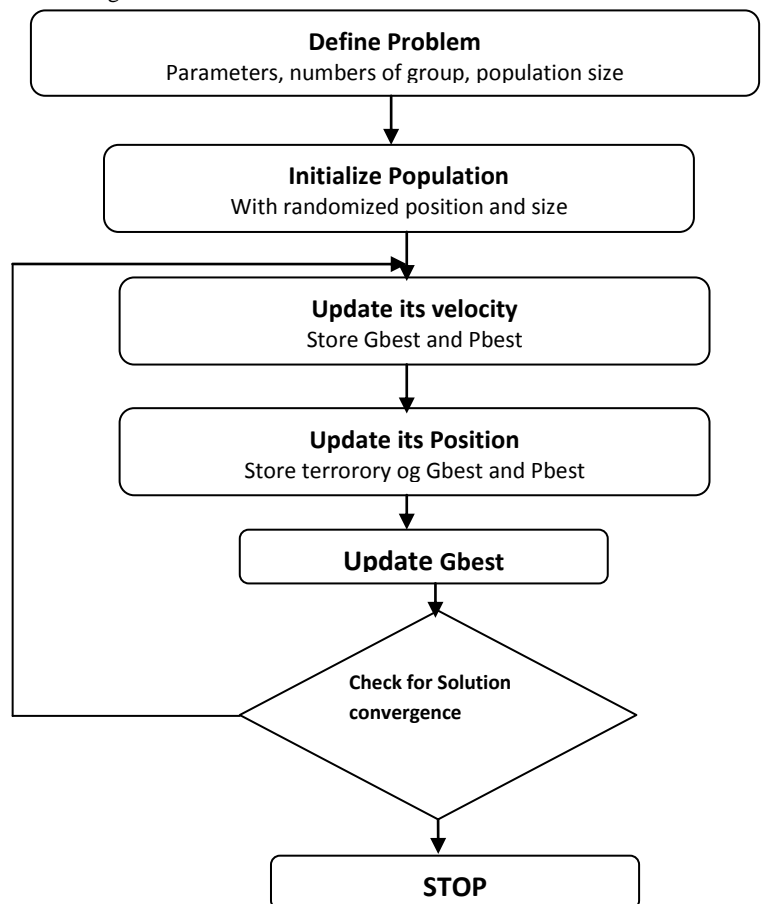 Define Problem
Parameters, numbers of group, population size
Initialize Population
With randomized position and size
Update its velocity
Store Gbest and Pbest
Update its Position
Store terrorory og Gbest and Pbest
Update Gbest
Check for Solution
convergence
STOP